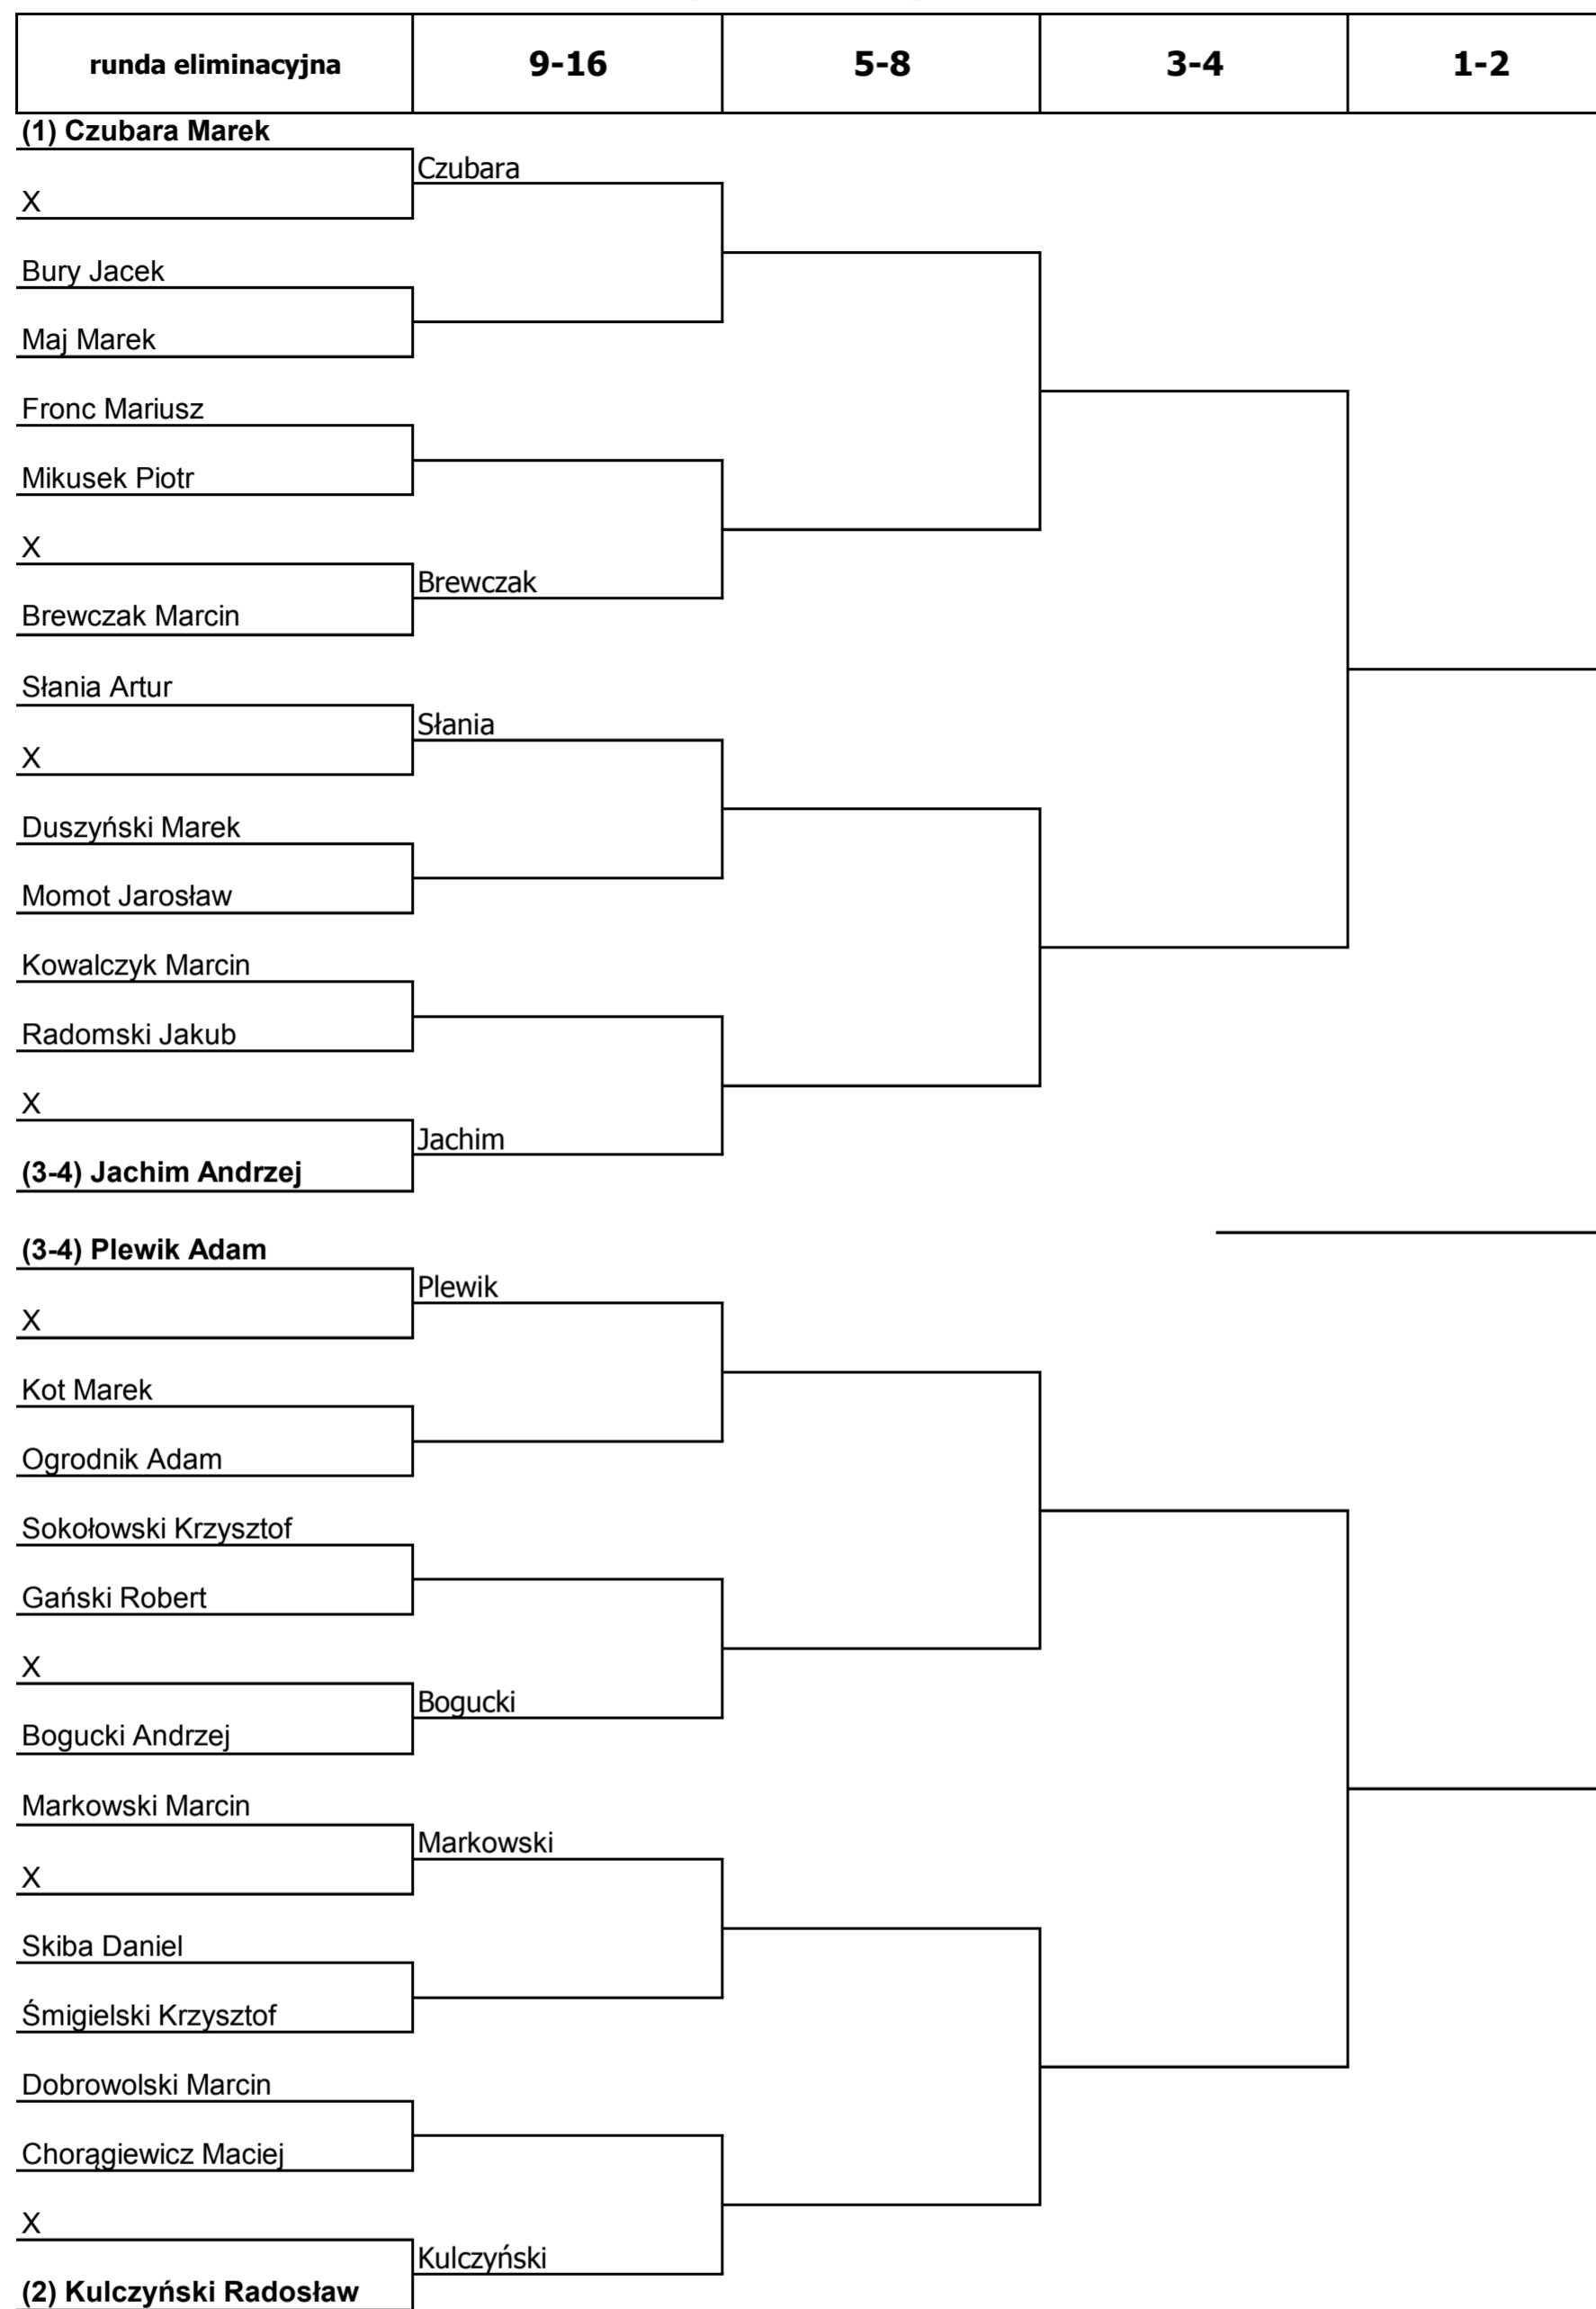 runda eliminacyjna 9-16 5-8 3-4 1-2
(1) Czubara Marek
Czubara
X
Bury Jacek
Maj Marek
Fronc Mariusz
Mikusek Piotr
X
Brewczak
Brewczak Marcin
Słania Artur
Słania
X
Duszyński Marek
Momot Jarosław
Kowalczyk Marcin
Radomski Jakub
X
Jachim
(3-4) Jachim Andrzej
(3-4) Plewik Adam
Plewik
X
Kot Marek
Ogrodnik Adam
Sokołowski Krzysztof
Gański Robert
X
Bogucki
Bogucki Andrzej
Markowski Marcin
Markowski
X
Skiba Daniel
Śmigielski Krzysztof
Dobrowolski Marcin
Chorągiewicz Maciej
X
Kulczyński
(2) Kulczyński Radosław